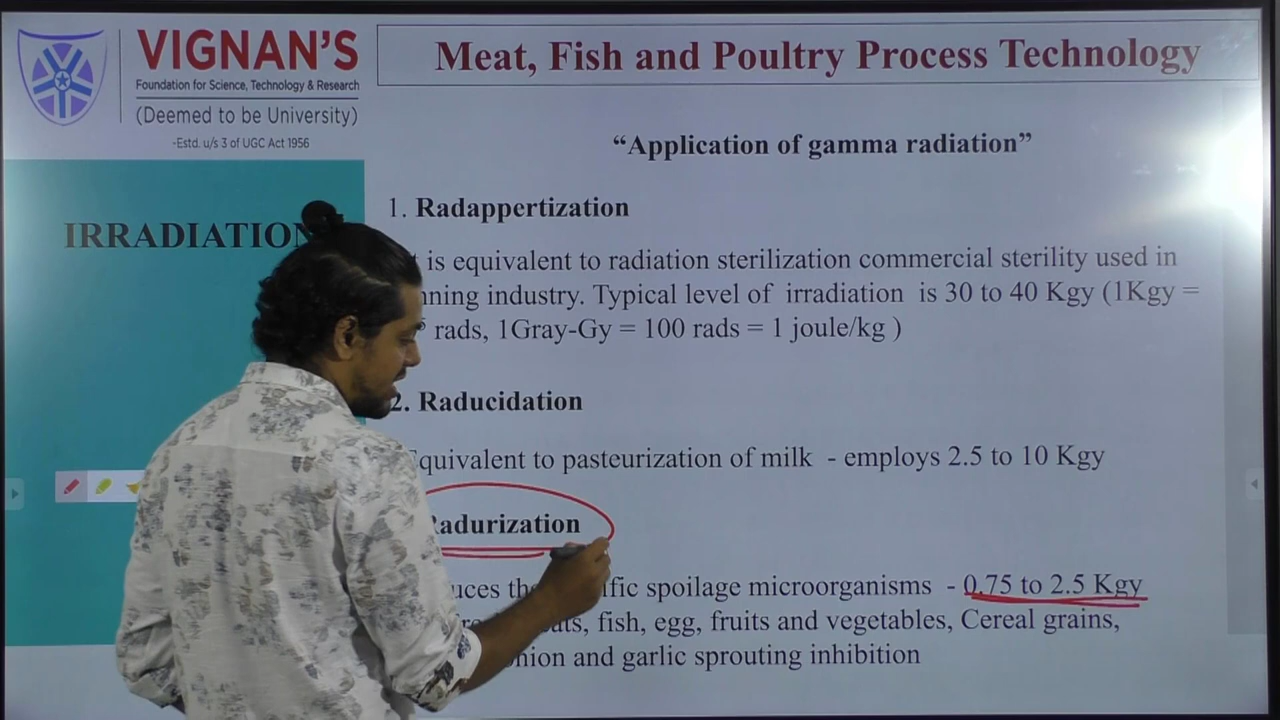 VIGNAN'S
Foundation for Science, Technology & Research
(Deemed to be University)
-Estd. u/s 3 of UGC Act 1956
Meat, Fish and Poultry Process Technology
“Application of gamma radiation”
IRRADIATION
1. Radappertization
is equivalent to radiation sterilization commercial sterility used in
industry. Typical level of irradiation is 30 to 40 Kgy (1Kgy =
rads, 1Gray-Gy = 100 rads = 1 joule/kg )
2. Raducidation
Equivalent to pasteurization of milk - employs 2.5 to 10 Kgy
Radurization
spoilage microorganisms - 0.75 to 2.5 Kgy
fish, egg, fruits and vegetables, Cereal grains,
and garlic sprouting inhibition